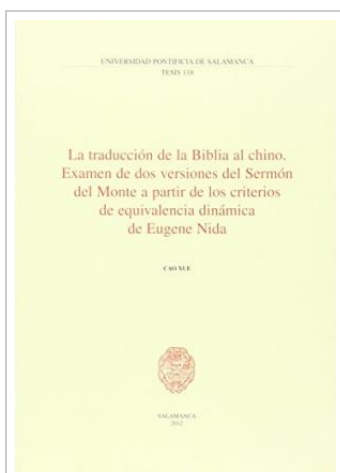 UNIVERSIDAD PONTIFICIA DE SALAMANCA
TESIS 118
La traducción de la Biblia al chino.
Examen de dos versiones del Sermón
del Monte a partir de los criterios
de equivalencia dinámica
de Eugene Nida
CAO XUE
SALAMANCA
2012